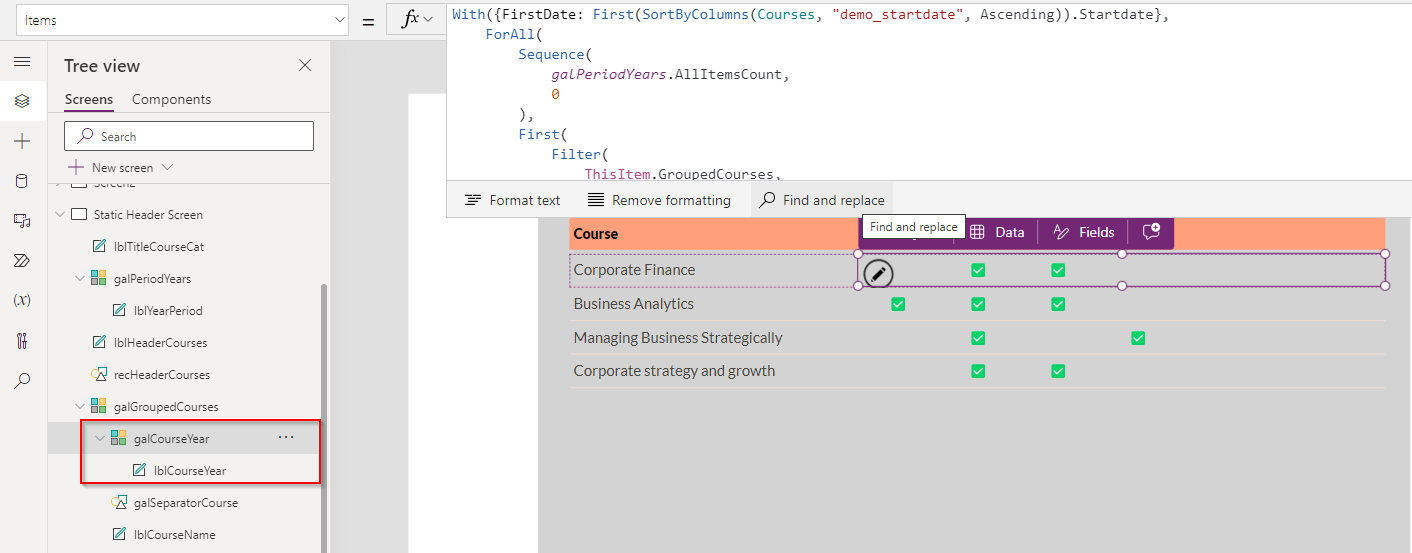 Items
=
fx
With({FirstDate: First(SortByColumns(Courses, "demo_startdate", Ascending)).Startdate},
ForAll(
Sequence(
galPeriodYears.AllItemsCount,
0
),
First(
Filter(
ThisItem.GroupedCourses,
Format text
Remove formatting
Find and replace
Find and replace
Tree view
Screens
Components
Search
New screen
Screen2
Static Header Screen
lblTitleCourseCat
galPeriodYears
lblYearPeriod
lblHeaderCourses
recHeaderCourses
galGroupedCourses
galCourseYear
lblCourseYear
galSeparatorCourse
lblCourseName
(x)
Course
Data
Fields
Corporate Finance
Business Analytics
Managing Business Strategically
Corporate strategy and growth